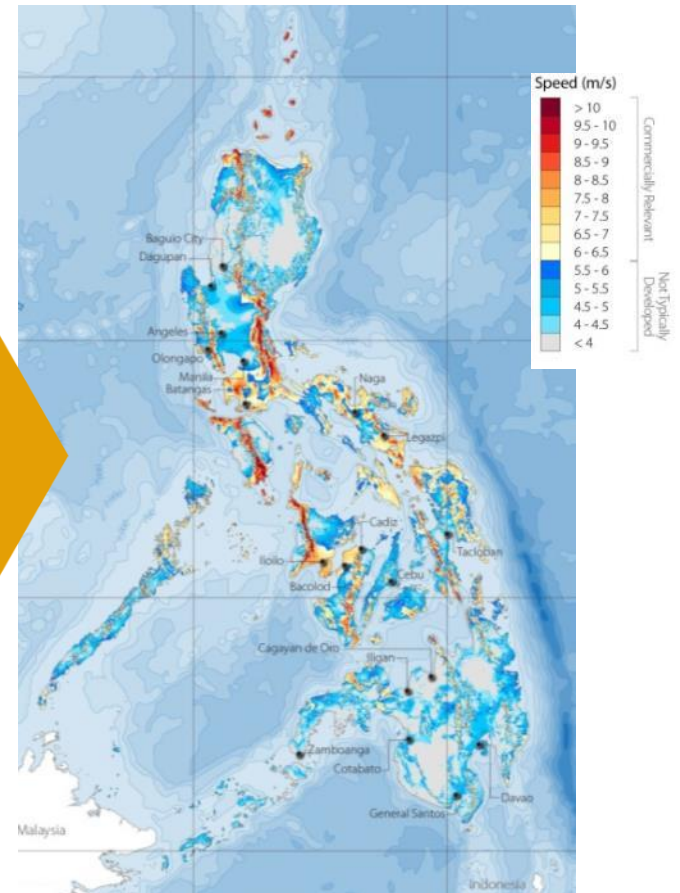 Speed (m/s)
> 10
9.5 - 10
9 - 9.5
8.5 - 9
8 - 8.5
7.5 - 8
7 - 7.5
6.5 - 7
6 - 6.5
5.5 - 6
5 - 5.5
4.5 - 5
4 - 4.5
< 4
Commercially Relevant
Not Typically
Developed
Baguio City
Dagupan
Angeles
Olongapo
Manila
Batangas
Naga
Legazpi
Cadiz
Tacloban
Iloilo
Cebu
Bacolod
Cagayan de Oro
Iligan
Zamboanga
Cotabato
Davao
General Santos
Malaysia
Indonesia